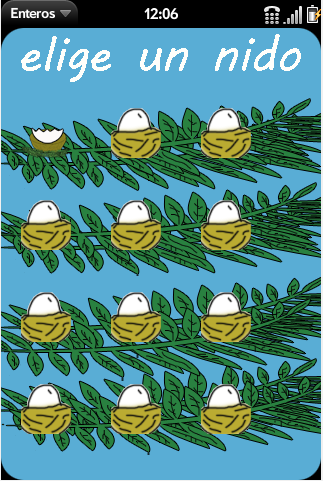 Enteros
12:06
elige un nido